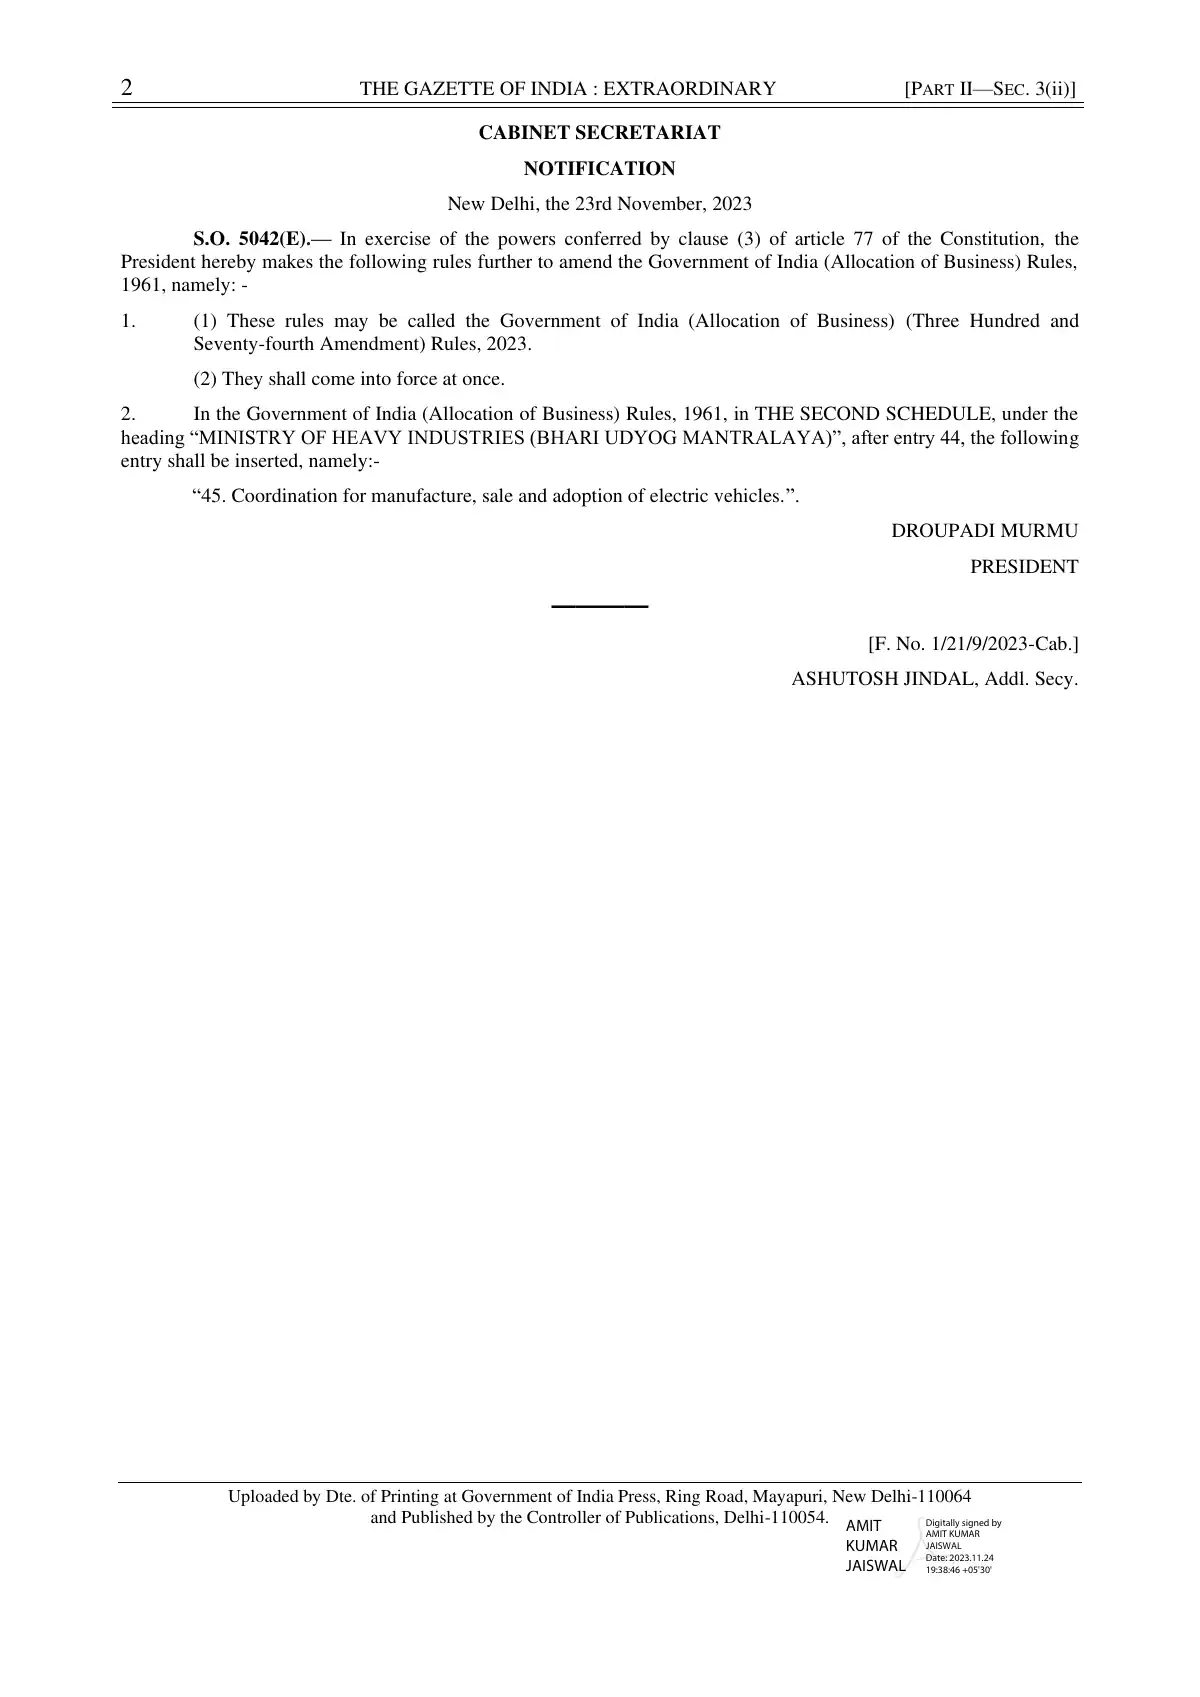 2 THE GAZETTE OF INDIA : EXTRAORDINARY [PART II—SEC. 3(ii)]
CABINET SECRETARIAT
NOTIFICATION
New Delhi, the 23rd November, 2023
S.O. 5042(E).— In exercise of the powers conferred by clause (3) of article 77 of the Constitution, the
President hereby makes the following rules further to amend the Government of India (Allocation of Business) Rules,
1961, namely: -
1. (1) These rules may be called the Government of India (Allocation of Business) (Three Hundred and
Seventy-fourth Amendment) Rules, 2023.
(2) They shall come into force at once.
2. In the Government of India (Allocation of Business) Rules, 1961, in THE SECOND SCHEDULE, under the
heading “MINISTRY OF HEAVY INDUSTRIES (BHARI UDYOG MANTRALAYA)”, after entry 44, the following
entry shall be inserted, namely:-
“45. Coordination for manufacture, sale and adoption of electric vehicles.”.
DROUPADI MURMU
PRESIDENT
[F. No. 1/21/9/2023-Cab.]
ASHUTOSH JINDAL, Addl. Secy.
Uploaded by Dte. of Printing at Government of India Press, Ring Road, Mayapuri, New Delhi-110064
and Published by the Controller of Publications, Delhi-110054.
AMIT
KUMAR
JAISWAL
Digitally signed by
AMIT KUMAR
JAISWAL
Date: 2023.11.24
19:38:46 +05'30'